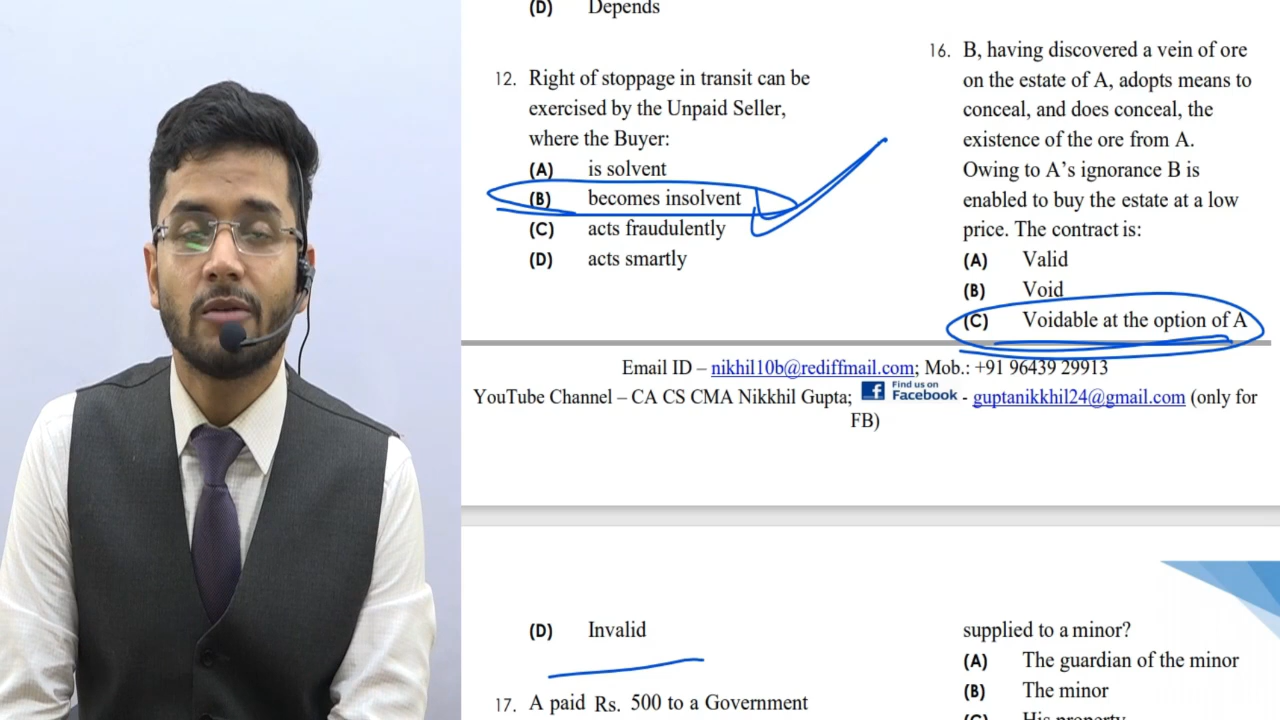 (D) Depends
12. Right of stoppage in transit can be
exercised by the Unpaid Seller,
where the Buyer:
(A) is solvent
(B) becomes insolvent
(C) acts fraudulently
(D) acts smartly
16. B, having discovered a vein of ore
on the estate of A, adopts means to
conceal, and does conceal, the
existence of the ore from A.
Owing to A’s ignorance B is
enabled to buy the estate at a low
price. The contract is:
(A) Valid
(B) Void
(C) Voidable at the option of A
Email ID – nikhil10b@rediffmail.com; Mob.: +91 96439 29913
YouTube Channel – CA CS CMA Nikkhil Gupta; f Find us on Facebook - guptanikkhil24@gmail.com (only for
FB)
(D) Invalid
17. A paid Rs. 500 to a Government
supplied to a minor?
(A) The guardian of the minor
(B) The minor
(C) His property